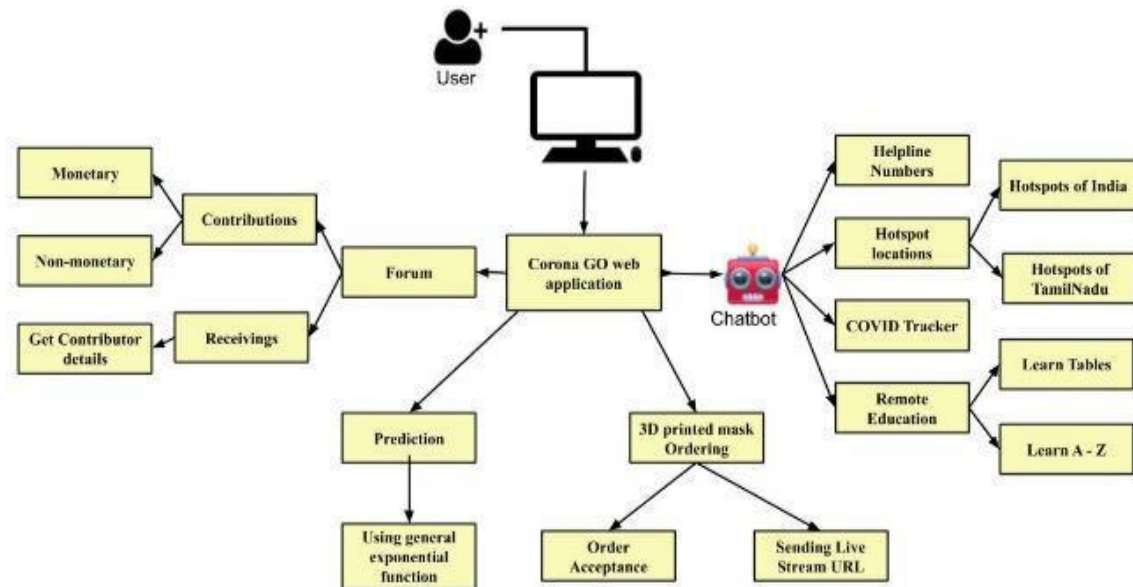 User
Monetary
Contributions
Non-monetary
Forum
Receivings
Get Contributor
details
Corona GO web
application
Chatbot
Helpline
Numbers
Hotspot
locations
Hotspots of India
Hotspots of
TamilNadu
COVID Tracker
Remote
Education
Learn Tables
Learn A - Z
Prediction
Using general
exponential
function
3D printed mask
Ordering
Order
Acceptance
Sending Live
Stream URL